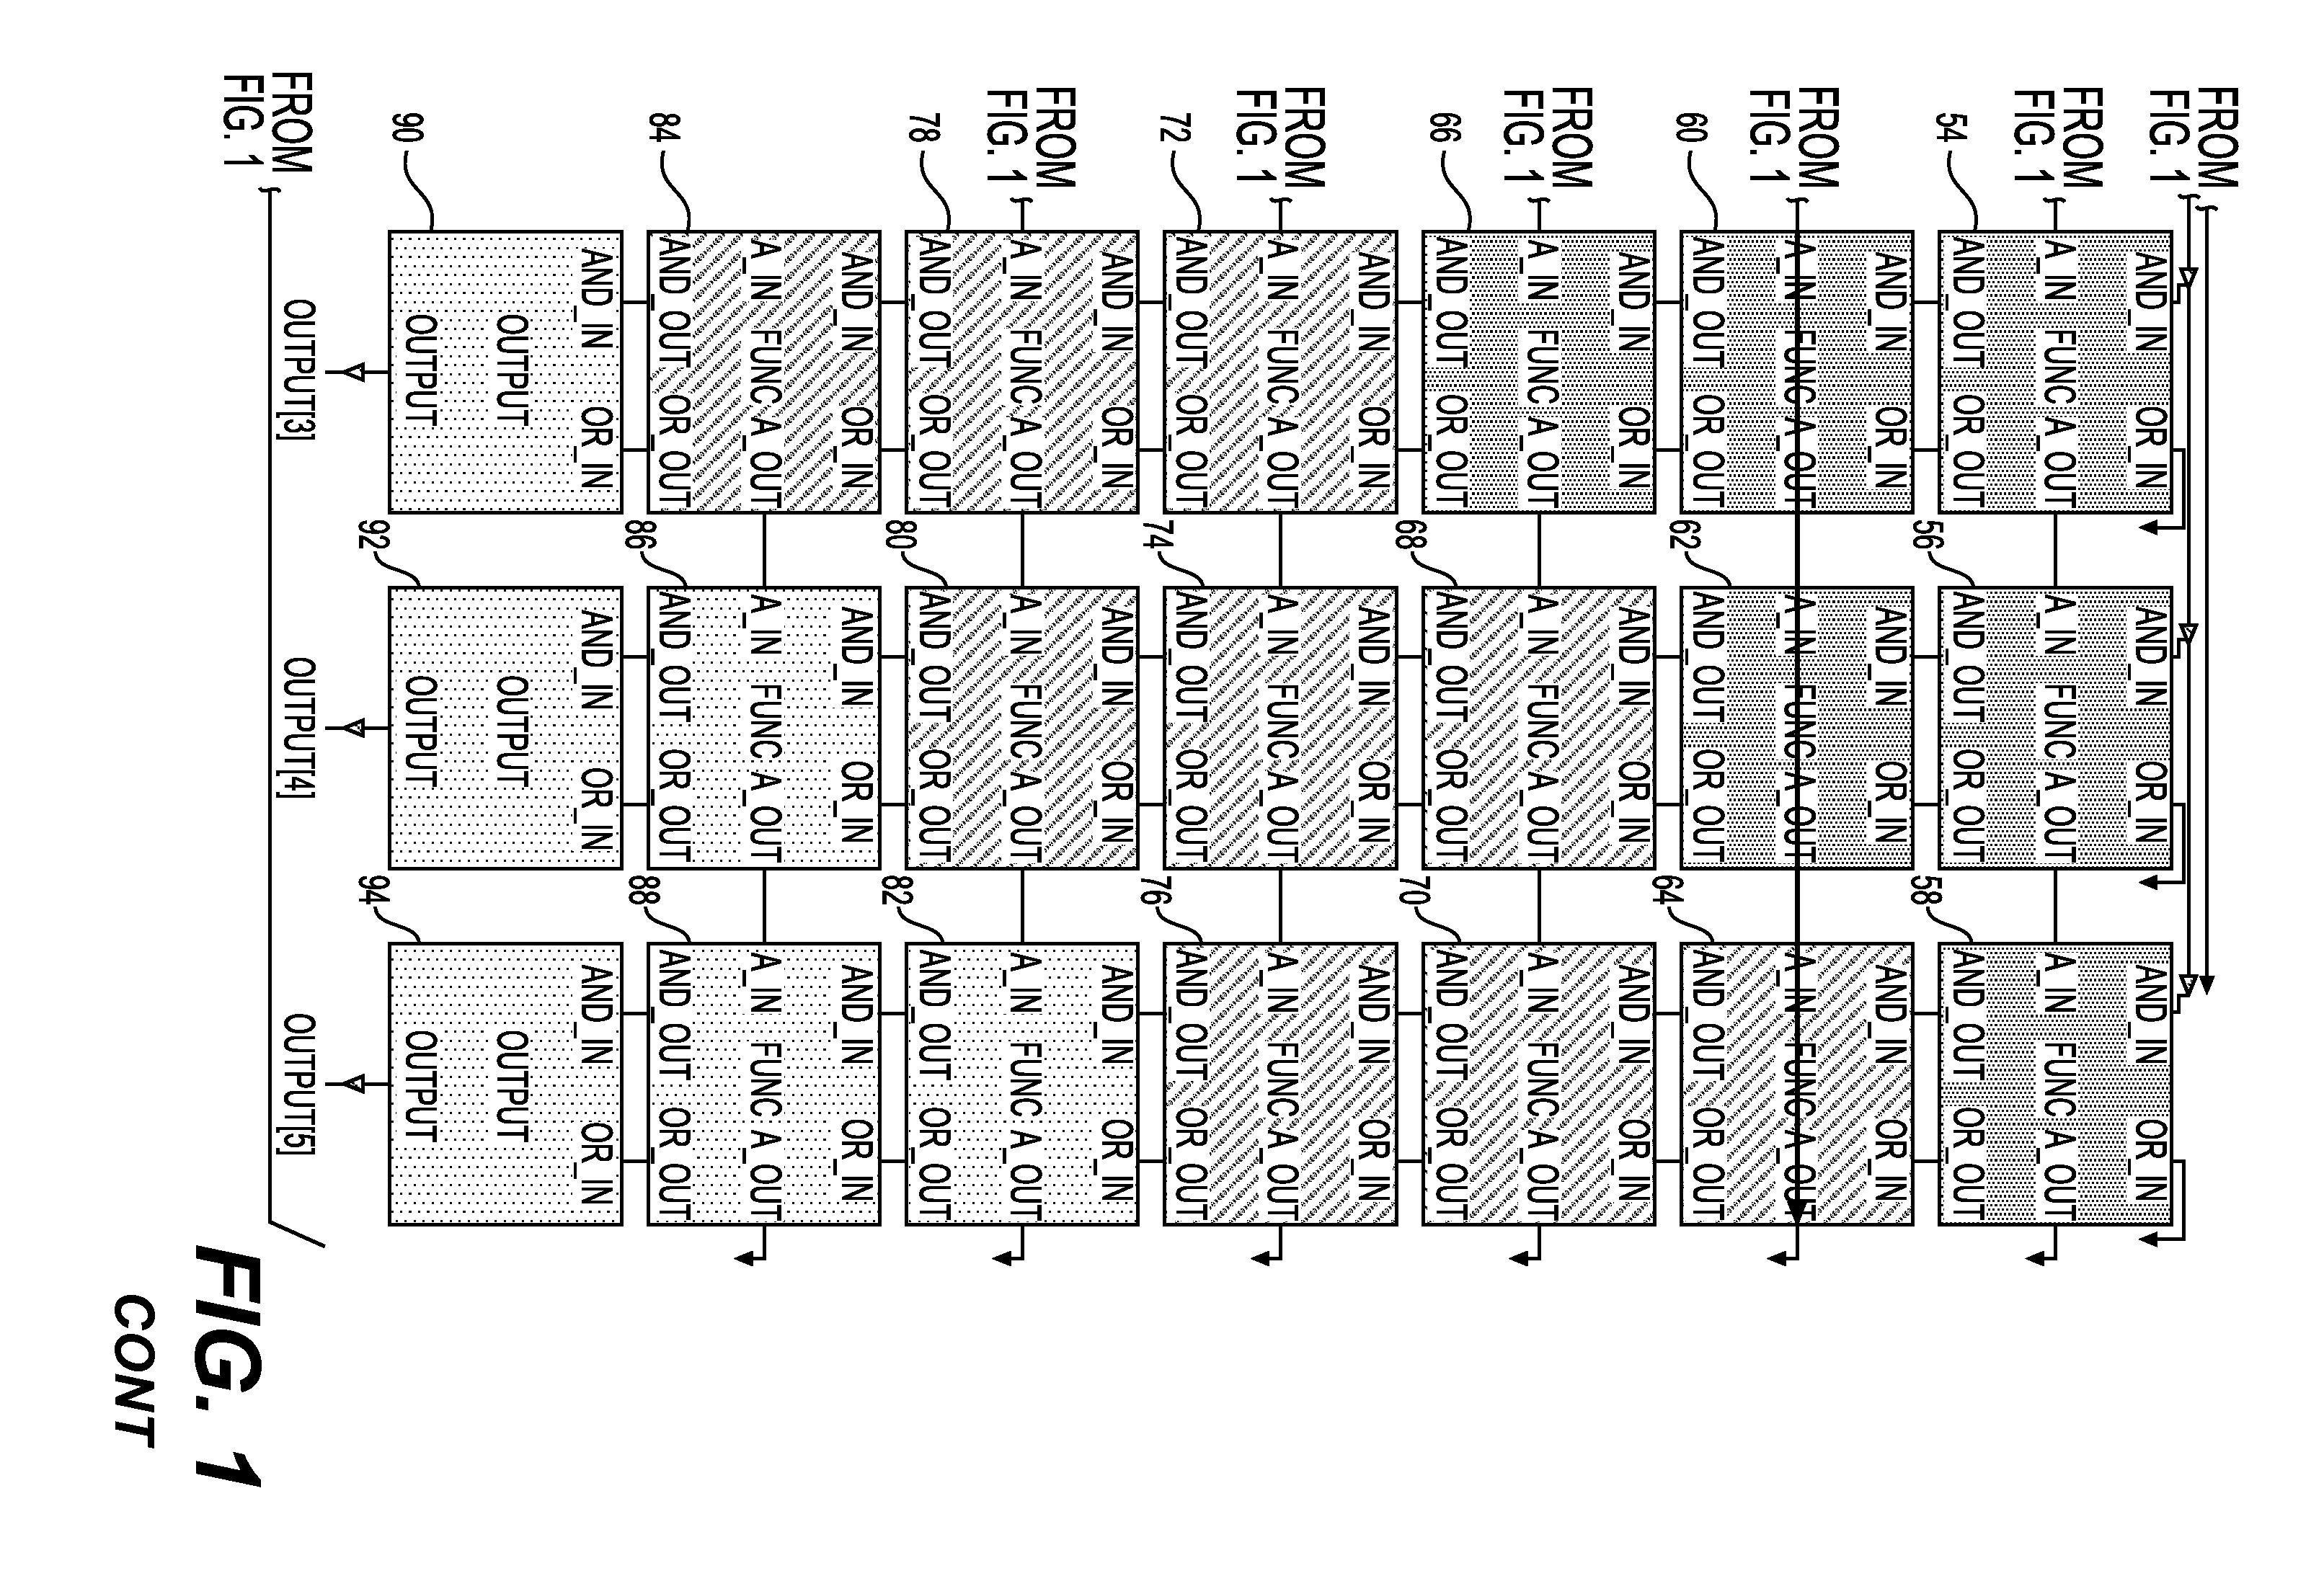 FROM
FIG. 1
AND_IN OR_IN AND_IN OR_IN AND_IN OR_IN
FROM
FIG. 1
A_IN FUNC A_OUT A_IN FUNC A_OUT A_IN FUNC A_OUT
54 AND_OUT OR_OUT 56 AND_OUT OR_OUT 58 AND_OUT OR_OUT
AND_IN OR_IN AND_IN OR_IN AND_IN OR_IN
FROM
FIG. 1
A_IN FUNC A_OUT A_IN FUNC A_OUT A_IN FUNC A_OUT
60 AND_OUT OR_OUT 62 AND_OUT OR_OUT 64 AND_OUT OR_OUT
AND_IN OR_IN AND_IN OR_IN AND_IN OR_IN
FROM
FIG. 1
A_IN FUNC A_OUT A_IN FUNC A_OUT A_IN FUNC A_OUT
66 AND_OUT OR_OUT 68 AND_OUT OR_OUT 70 AND_OUT OR_OUT
AND_IN OR_IN AND_IN OR_IN AND_IN OR_IN
FROM
FIG. 1
A_IN FUNC A_OUT A_IN FUNC A_OUT A_IN FUNC A_OUT
72 AND_OUT OR_OUT 74 AND_OUT OR_OUT 76 AND_OUT OR_OUT
AND_IN OR_IN AND_IN OR_IN AND_IN OR_IN
FROM
FIG. 1
A_IN FUNC A_OUT A_IN FUNC A_OUT A_IN FUNC A_OUT
78 AND_OUT OR_OUT 80 AND_OUT OR_OUT 82 AND_OUT OR_OUT
AND_IN OR_IN AND_IN OR_IN AND_IN OR_IN
A_IN FUNC A_OUT A_IN FUNC A_OUT A_IN FUNC A_OUT
84 AND_OUT OR_OUT 86 AND_OUT OR_OUT 88 AND_OUT OR_OUT
AND_IN OR_IN AND_IN OR_IN AND_IN OR_IN
OUTPUT OUTPUT OUTPUT
90 OUTPUT 92 OUTPUT 94 OUTPUT
FROM
FIG. 1
OUTPUT[3] OUTPUT[4] OUTPUT[5]
FIG. 1
CONT